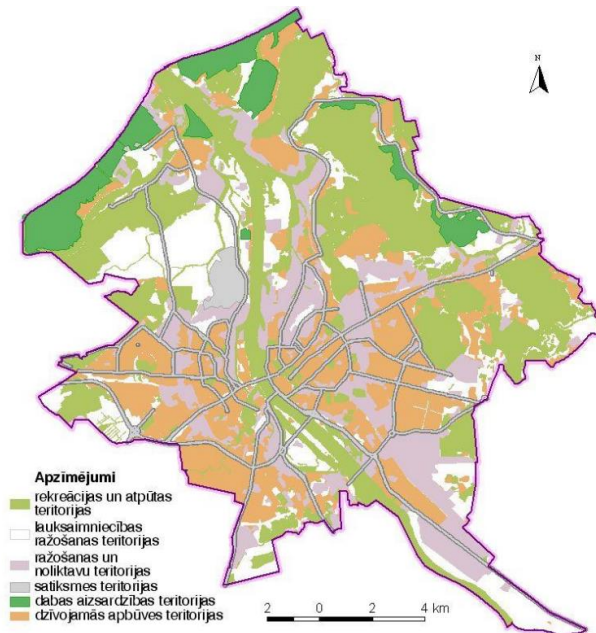 N
Apzīmējumi
rekreācijas un atpūtas
teritorijas
lauksaimniecības
ražošanas teritorijas
ražošanas un
noliktavu teritorijas
satiksmes teritorijas
dabas aizsardzības teritorijas
dzīvojamās apbūves teritorijas
2 0 2 4 km